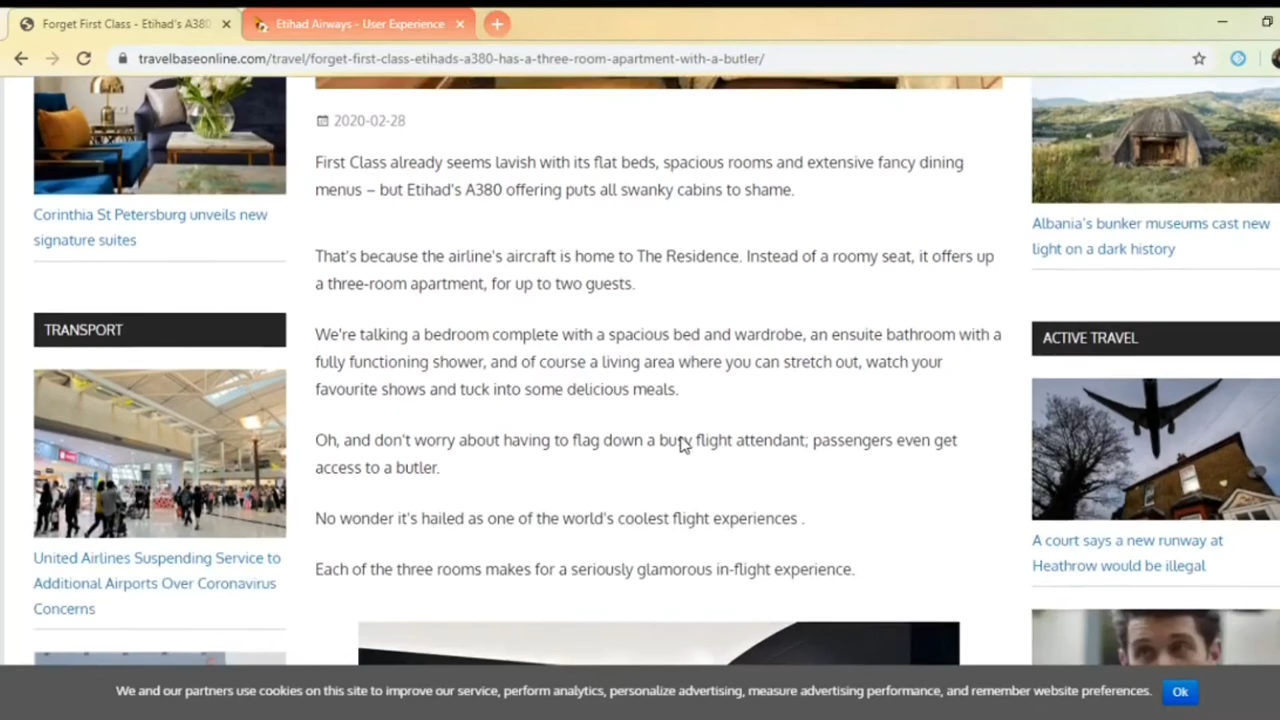 Forget First Class - Etihad's A380
Etihad Airways - User Experience
travelbaseonline.com/travel/forget-first-class-etihads-a380-has-a-three-room-apartment-with-a-butler/
Corinthia St Petersburg unveils new
signature suites
TRANSPORT
United Airlines Suspending Service to
Additional Airports Over Coronavirus
Concerns
2020-02-28
First Class already seems lavish with its flat beds, spacious rooms and extensive fancy dining
menus – but Etihad's A380 offering puts all swanky cabins to shame.
That's because the airline's aircraft is home to The Residence. Instead of a roomy seat, it offers up
a three-room apartment, for up to two guests.
We're talking a bedroom complete with a spacious bed and wardrobe, an ensuite bathroom with a
fully functioning shower, and of course a living area where you can stretch out, watch your
favourite shows and tuck into some delicious meals.
Oh, and don't worry about having to flag down a busy flight attendant; passengers even get
access to a butler.
No wonder it's hailed as one of the world's coolest flight experiences .
Each of the three rooms makes for a seriously glamorous in-flight experience.
Albania's bunker museums cast new
light on a dark history
ACTIVE TRAVEL
A court says a new runway at
Heathrow would be illegal
We and our partners use cookies on this site to improve our service, perform analytics, personalize advertising, measure advertising performance, and remember website preferences.
Ok